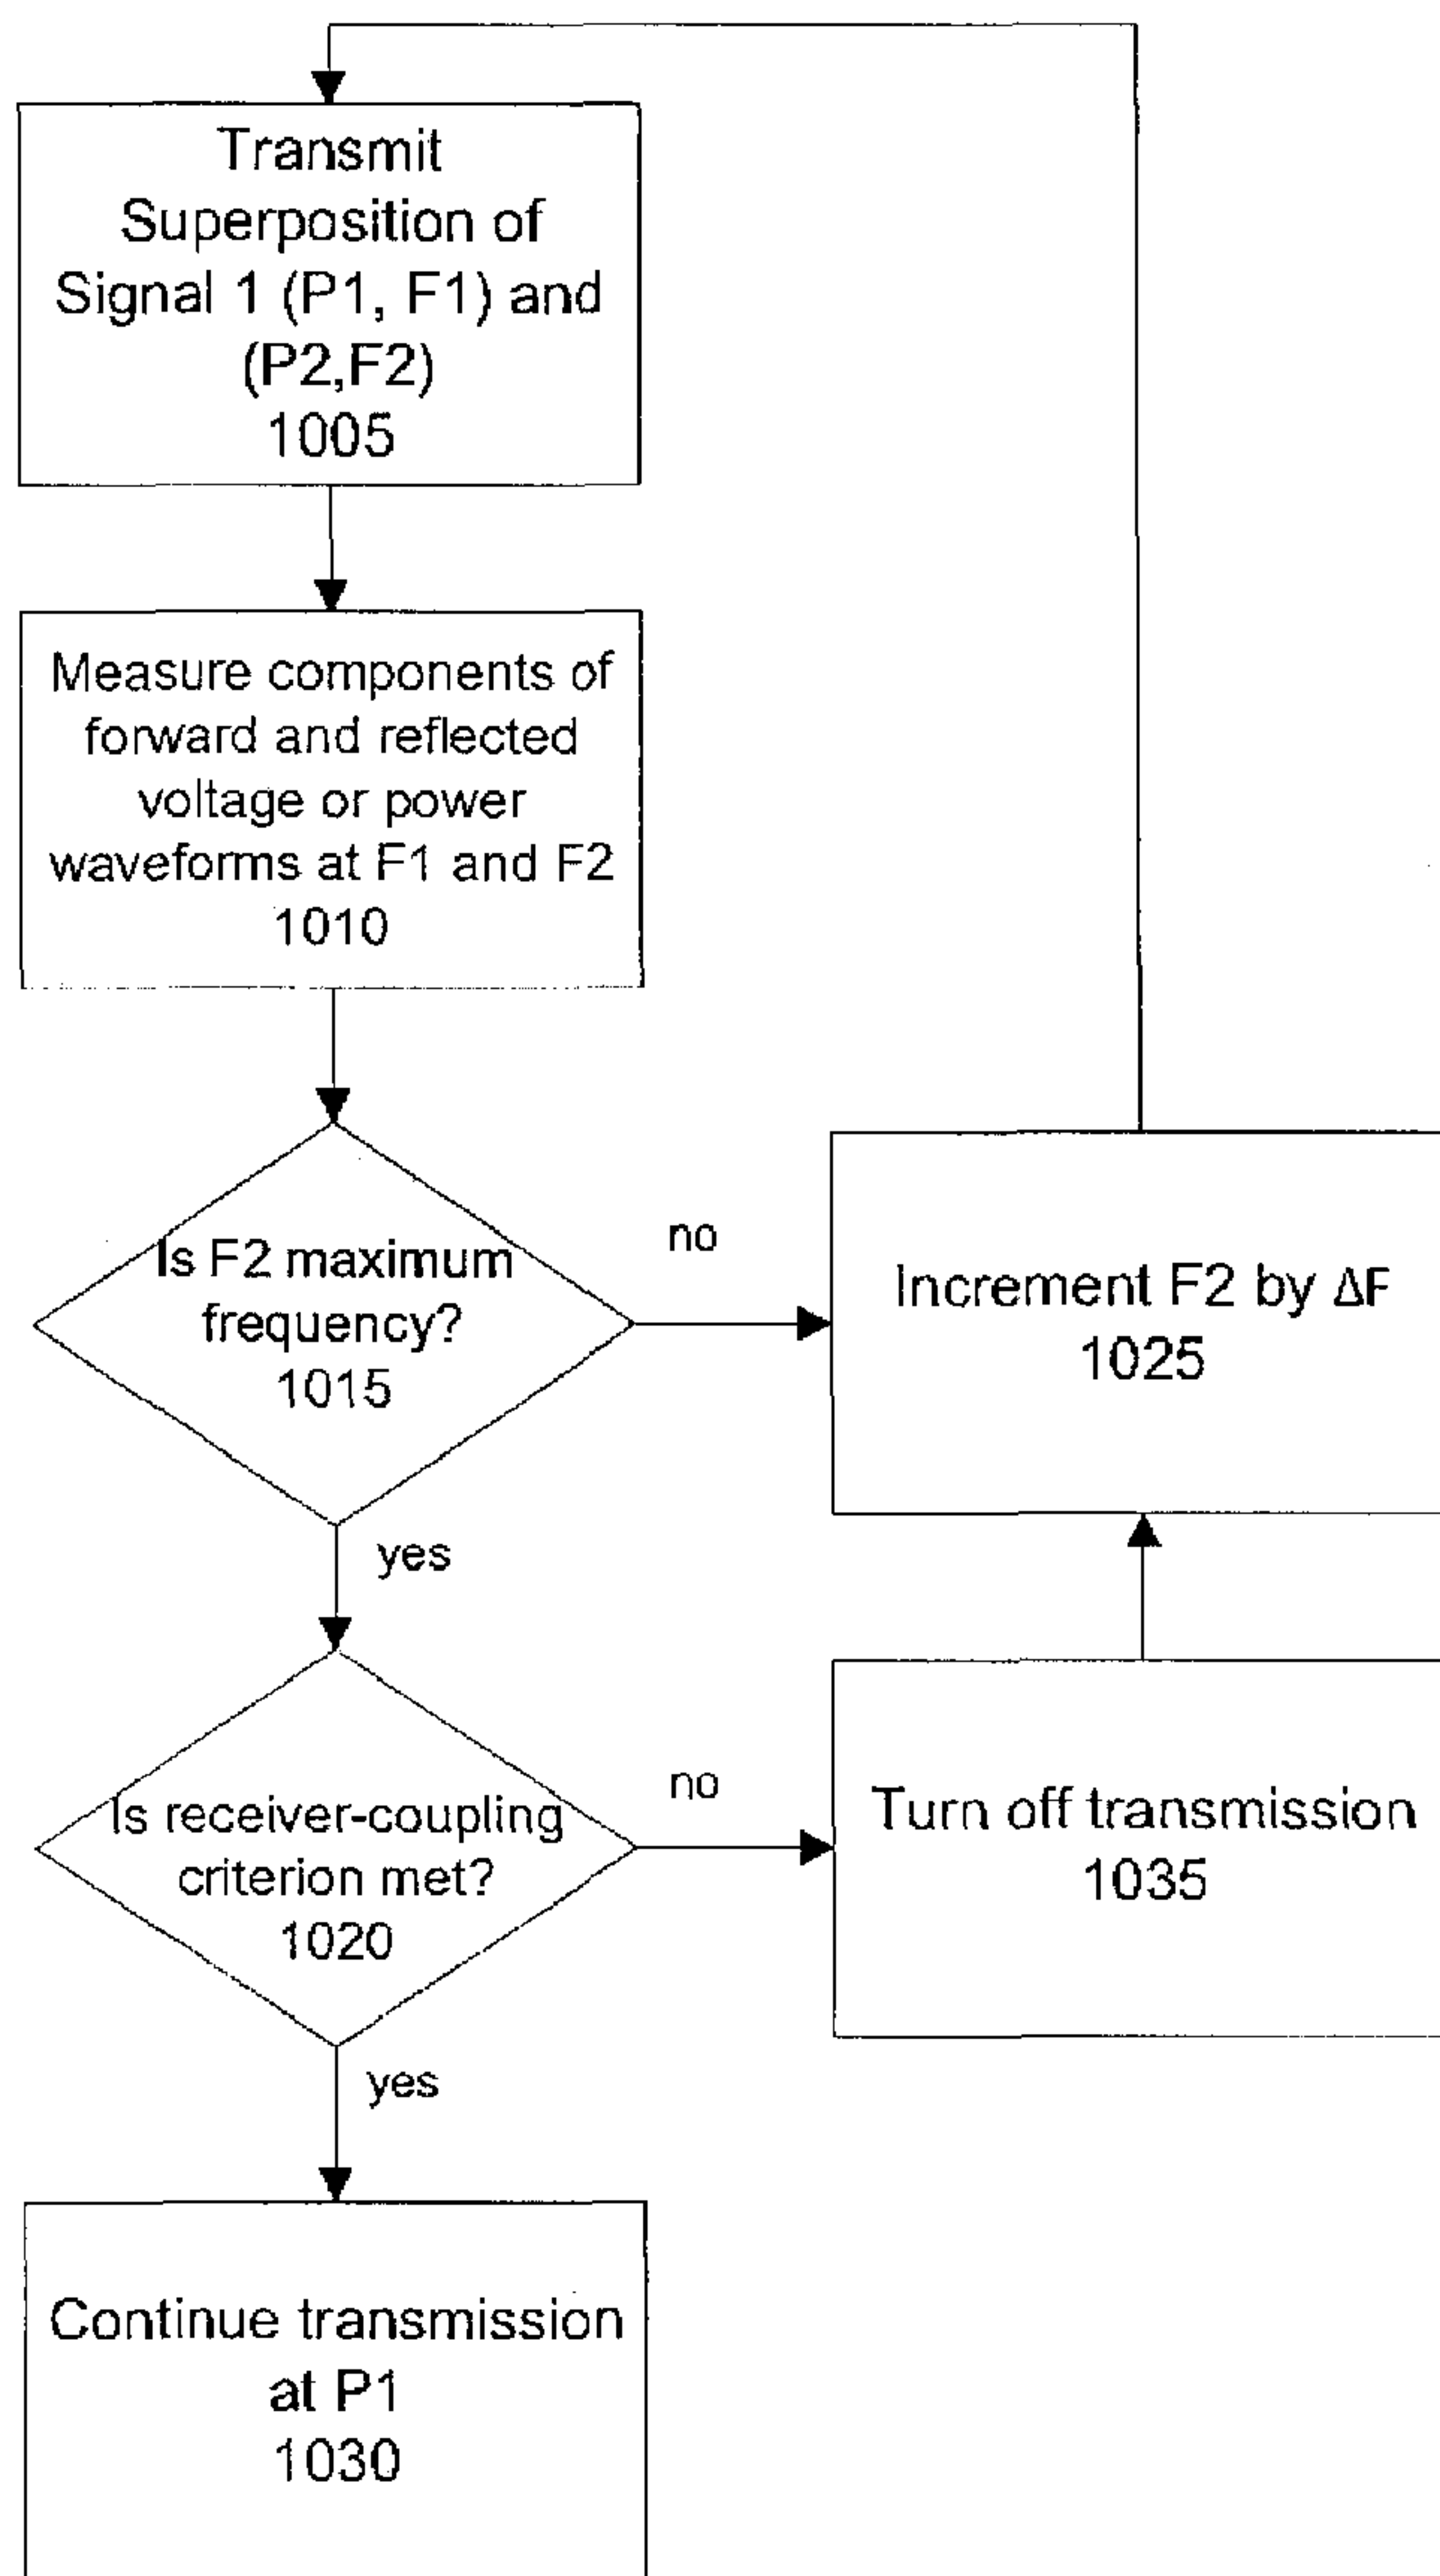 Transmit
Superposition of
Signal 1 (P1, F1) and
(P2,F2)
1005
Measure components of
forward and reflected
voltage or power
waveforms at F1 and F2
1010
Is F2 maximum
frequency?
1015
no
Increment F2 by ΔF
1025
yes
Is receiver-coupling
criterion met?
1020
no
Turn off transmission
1035
yes
Continue transmission
at P1
1030